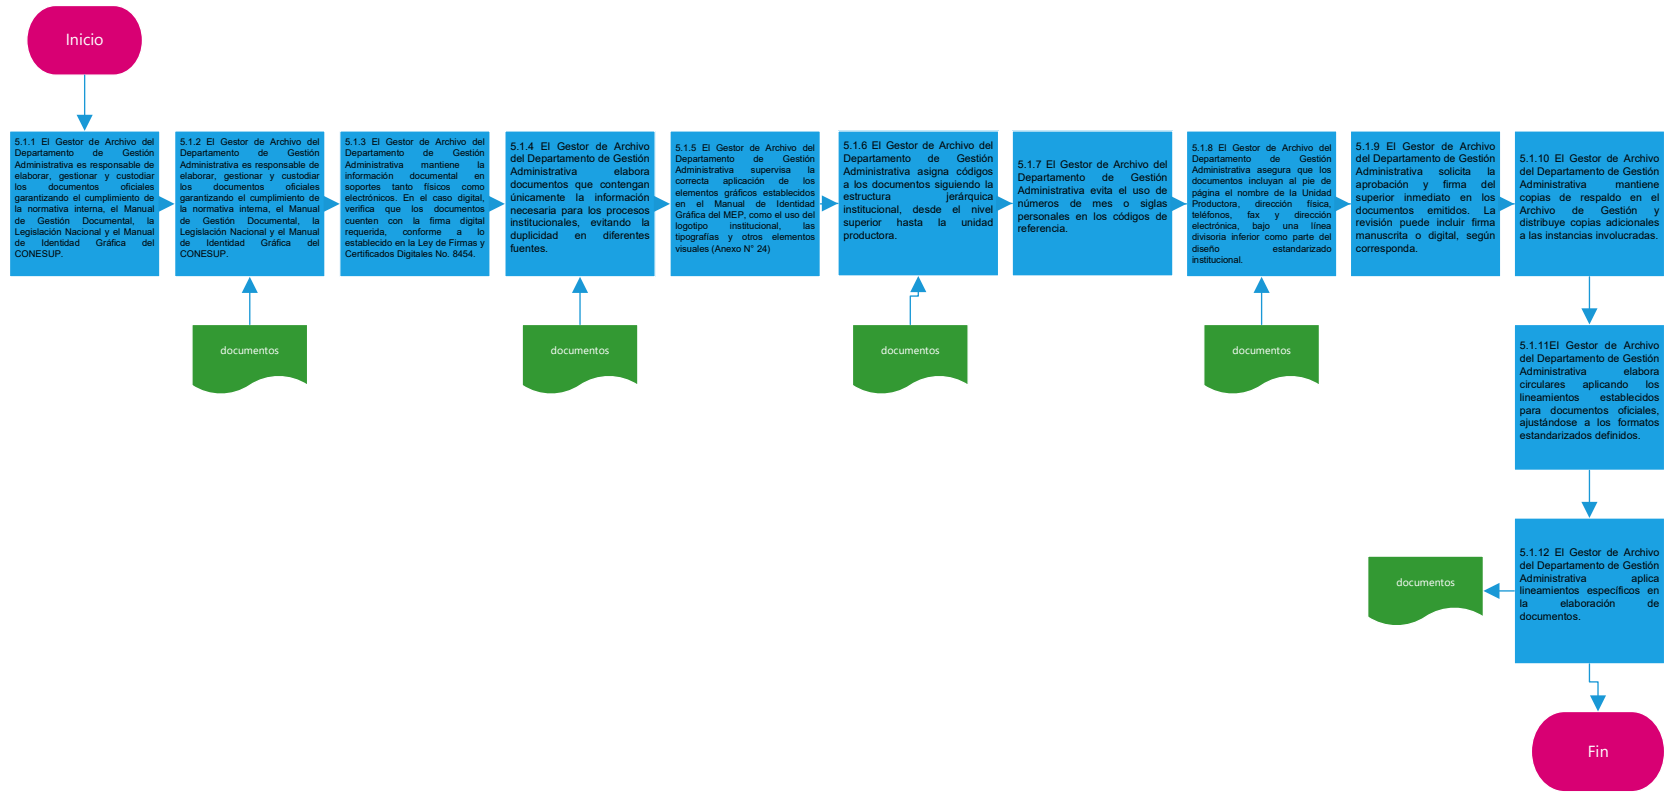 Inicio
5.1.1 El Gestor de Archivo del
Departamento de Gestión
Administrativa es responsable de
elaborar, gestionar y custodiar
los documentos oficiales
garantizando el cumplimiento de
la normativa interna, el Manual
de Gestión Documental, la
Legislación Nacional y el Manual
de Identidad Gráfica del
CONESUP.
5.1.2 El Gestor de Archivo del
Departamento de Gestión
Administrativa es responsable de
elaborar, gestionar y custodiar
los documentos oficiales
garantizando el cumplimiento de
la normativa interna, el Manual
de Gestión Documental, la
Legislación Nacional y el Manual
de Identidad Gráfica del
CONESUP.
5.1.3 El Gestor de Archivo del
Departamento de Gestión
Administrativa mantiene la
información documental en
soportes tanto físicos como
electrónicos. En el caso digital,
verifica que los documentos
cuenten con la firma digital
requerida, conforme a lo
establecido en la Ley de Firmas y
Certificados Digitales No. 8454.
5.1.4 El Gestor de Archivo
del Departamento de Gestión
Administrativa elabora
documentos que contengan
únicamente la información
necesaria para los procesos
institucionales, evitando la
duplicidad en diferentes
fuentes.
5.1.5 El Gestor de Archivo del
Departamento de Gestión
Administrativa supervisa la
correcta aplicación de los
elementos gráficos establecidos
en el Manual de Identidad
Gráfica del MEP, como el uso del
logotipo institucional, las
tipografías y otros elementos
visuales (Anexo N° 24)
5.1.6 El Gestor de Archivo del
Departamento de Gestión
Administrativa asigna códigos
a los documentos siguiendo la
estructura jerárquica
institucional, desde el nivel
superior hasta la unidad
productora.
5.1.7 El Gestor de Archivo del
Departamento de Gestión
Administrativa evita el uso de
números de mes o siglas
personales en los códigos de
referencia.
5.1.8 El Gestor de Archivo del
Departamento de Gestión
Administrativa asegura que los
documentos incluyan al pie de
página el nombre de la Unidad
Productora, dirección física,
teléfonos, fax y dirección
electrónica, bajo una línea
divisoria inferior como parte del
diseño estandarizado
institucional.
5.1.9 El Gestor de Archivo
del Departamento de Gestión
Administrativa solicita la
aprobación y firma del
superior inmediato en los
documentos emitidos. La
revisión puede incluir firma
manuscrita o digital, según
corresponda.
5.1.10 El Gestor de Archivo
del Departamento de Gestión
Administrativa mantiene
copias de respaldo en el
Archivo de Gestión y
distribuye copias adicionales
a las instancias involucradas.
documentos
documentos
documentos
documentos
5.1.11El Gestor de Archivo
del Departamento de Gestión
Administrativa elabora
circulares aplicando los
lineamientos establecidos
para documentos oficiales,
ajustándose a los formatos
estandarizados definidos.
5.1.12 El Gestor de Archivo
del Departamento de Gestión
Administrativa aplica
lineamientos específicos en
la elaboración de
documentos.
documentos
Fin